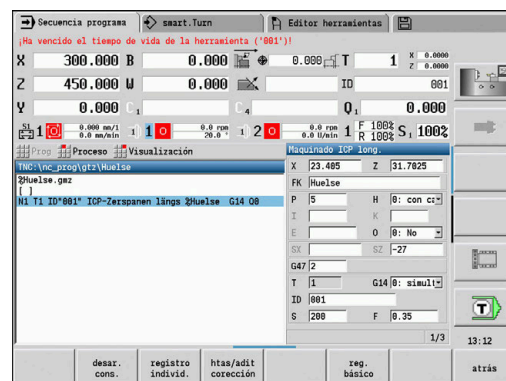 Secuencia programa smart.Turn Editor herramientas
¡Ha vencido el tiempo de vida de la herramienta ('001')!
X 300.000 B 0.000 0.000 T 1 X 0.0000 Z 0.0000
Z 450.000 U 0.000 ID 001
Y 0.000 C1 C4 Q1 0.000
S1 1 0 0.000 mm/1 0.0 mm/min 1) 1 0 0.0 rpm 20.0 ° 1) 2 0 0.0 rpm 0.0 U/min 1 F 100% R 100% S1 100%
Prog Proceso Visualización
Maquinado ICP long.
TNC:\nc_prog\gtz\Huelse
%Huelse.gmz
[ ]
N1 T1 ID"001" ICP-Zerspanen längs %Huelse G14 Q0
X 23.405 Z 31.7025
FK Huelse
P 5 H 0: con ca
I K
E O 0: No
SX SZ -27
G47 2
T 1 G14 0: simult
ID 001
S 200 F 0.35
1/3
13:12
desar. cons.
registro individ.
htas/adit corección
reg. básico
atrás
T